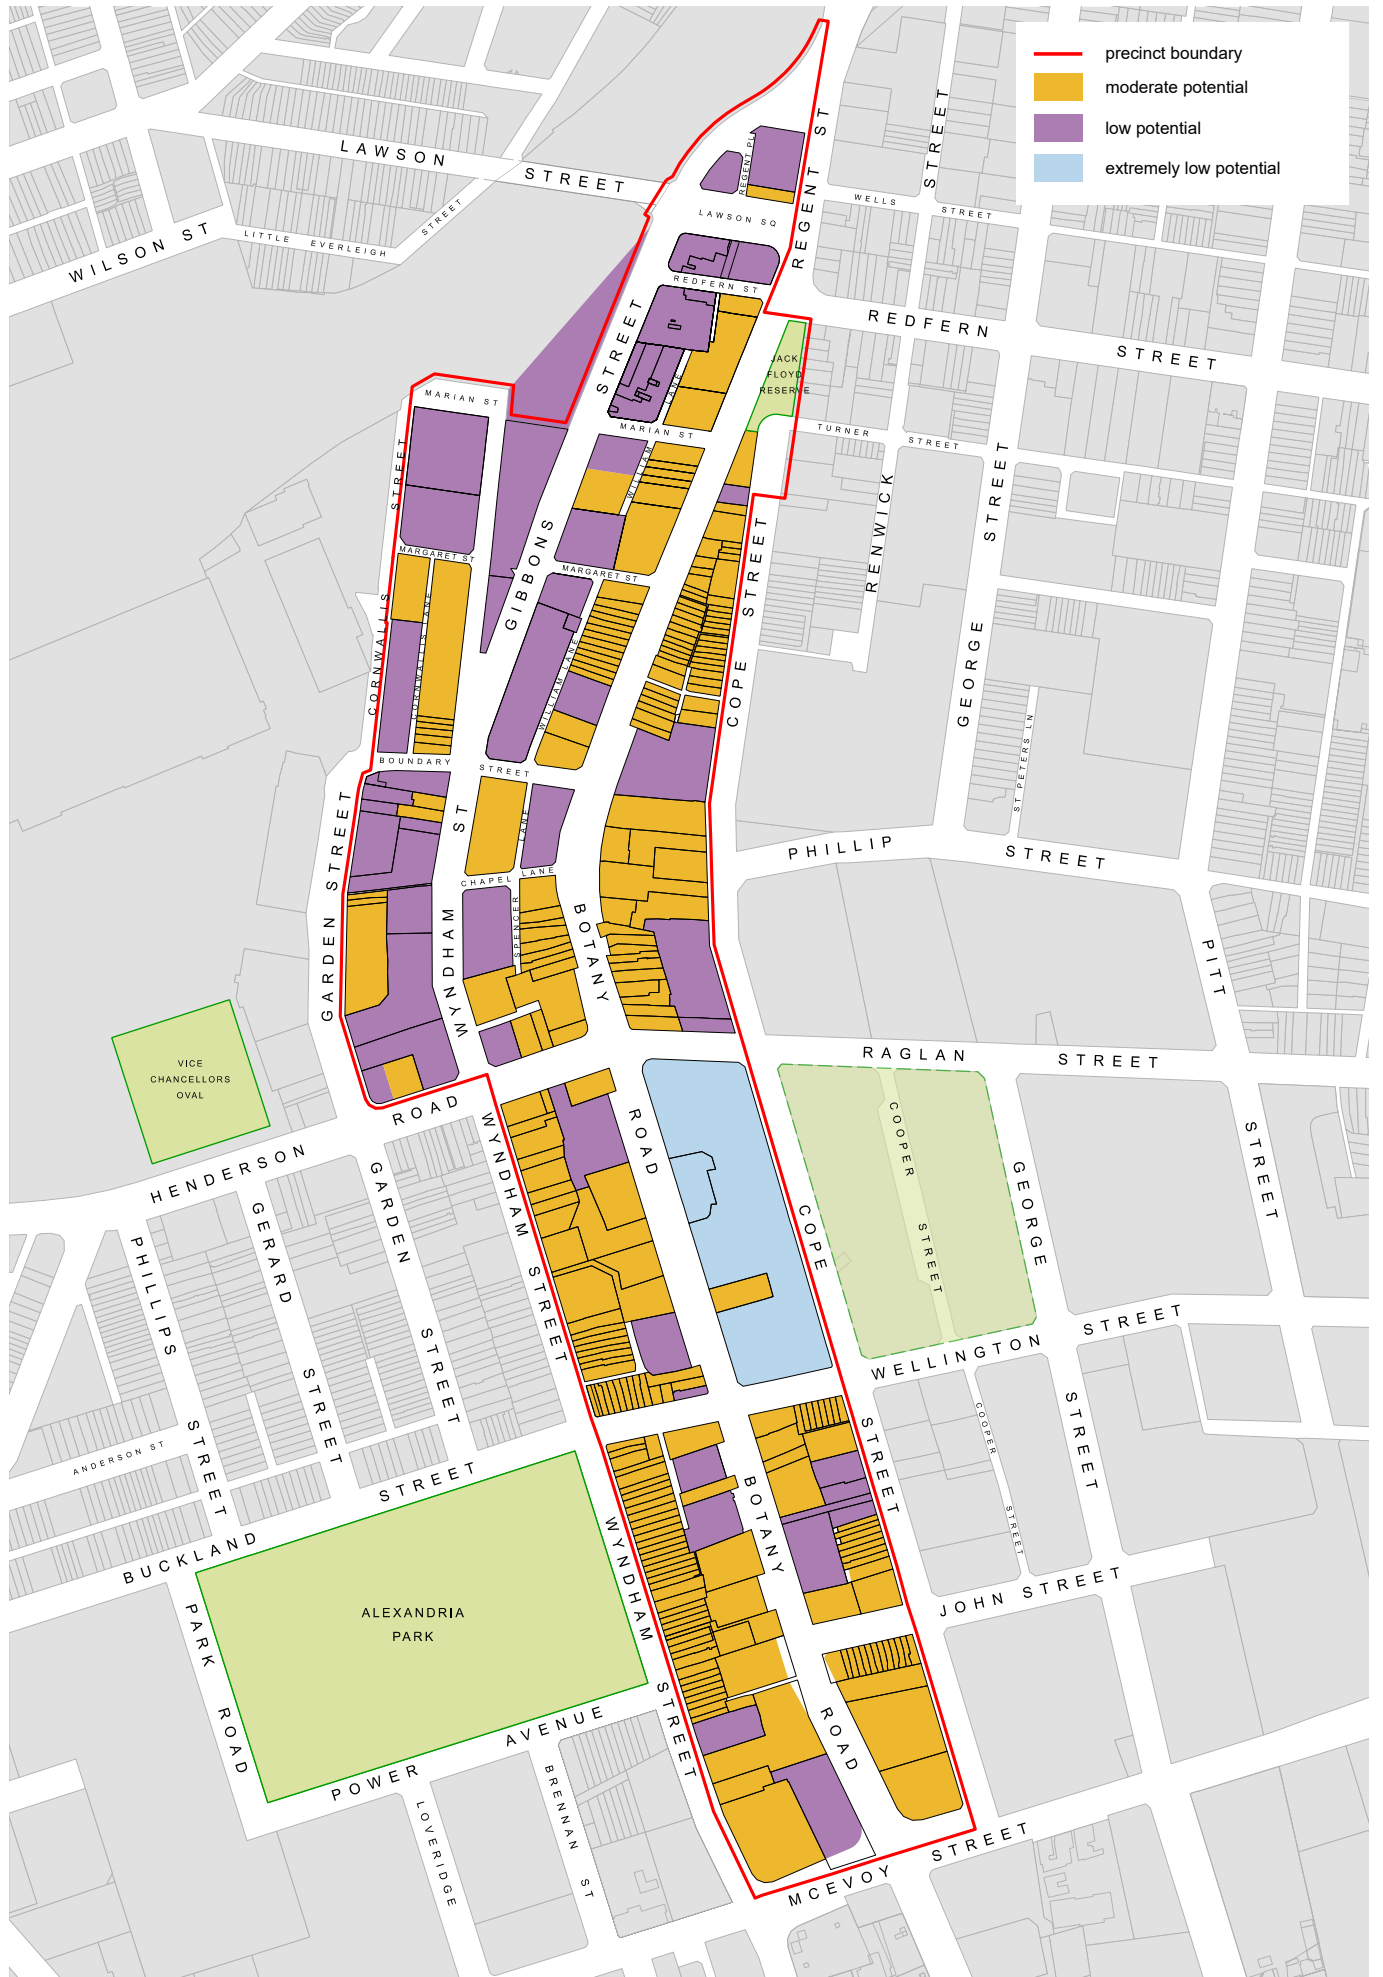 precinct boundary
moderate potential
low potential
extremely low potential
LAWSON STREET
WILSON ST
LITTLE EVERLEIGH STREET
REGENT PL
REGENT ST
STREET
WELLS STREET
LAWSON SQ
REDFERN ST
REDFERN STREET
JACK
FLOYD
RESERVE
STREET
LANE
MARIAN ST
MARIAN ST
TURNER STREET
STREET
WILLIAM
GIBBONS
MARGARET ST
MARGARET ST
CORNWALLIS
CORNWALLIS LANE
WILLIAM LANE
COPE STREET
RENWICK
GEORGE STREET
ST PETERS LN
BOUNDARY STREET
GARDEN STREET
ST
LANE
CHAPEL LANE
WYNDHAM
SPENCER
BOTANY
PHILLIP STREET
PITT
STREET
VICE
CHANCELLORS
OVAL
RAGLAN STREET
HENDERSON ROAD
WYNDHAM STREET
ROAD
COPE
STREET
COOPER
STREET
GEORGE
STREET
WELLINGTON STREET
COOPER
STREET
PHILLIPS
STREET
GERARD
STREET
GARDEN
STREET
ANDERSON ST
BUCKLAND STREET
PARK ROAD
ALEXANDRIA
PARK
WYNDHAM
STREET
BOTANY
ROAD
JOHN STREET
POWER AVENUE
LOVERIDGE
BRENNAN ST
MCEVOY STREET